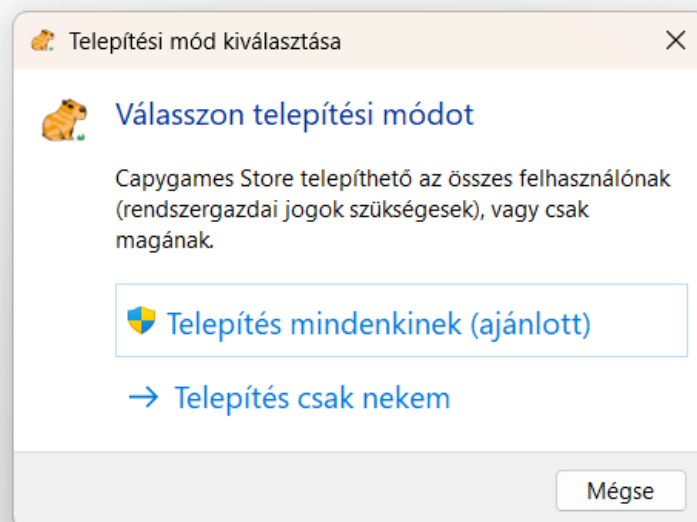 Telepítési mód kiválasztása
Válasszon telepítési módot
Capygames Store telepíthető az összes felhasználónak
(rendszergazdai jogok szükségesek), vagy csak
magának.
Telepítés mindenkinek (ajánlott)
Telepítés csak nekem
Mégse